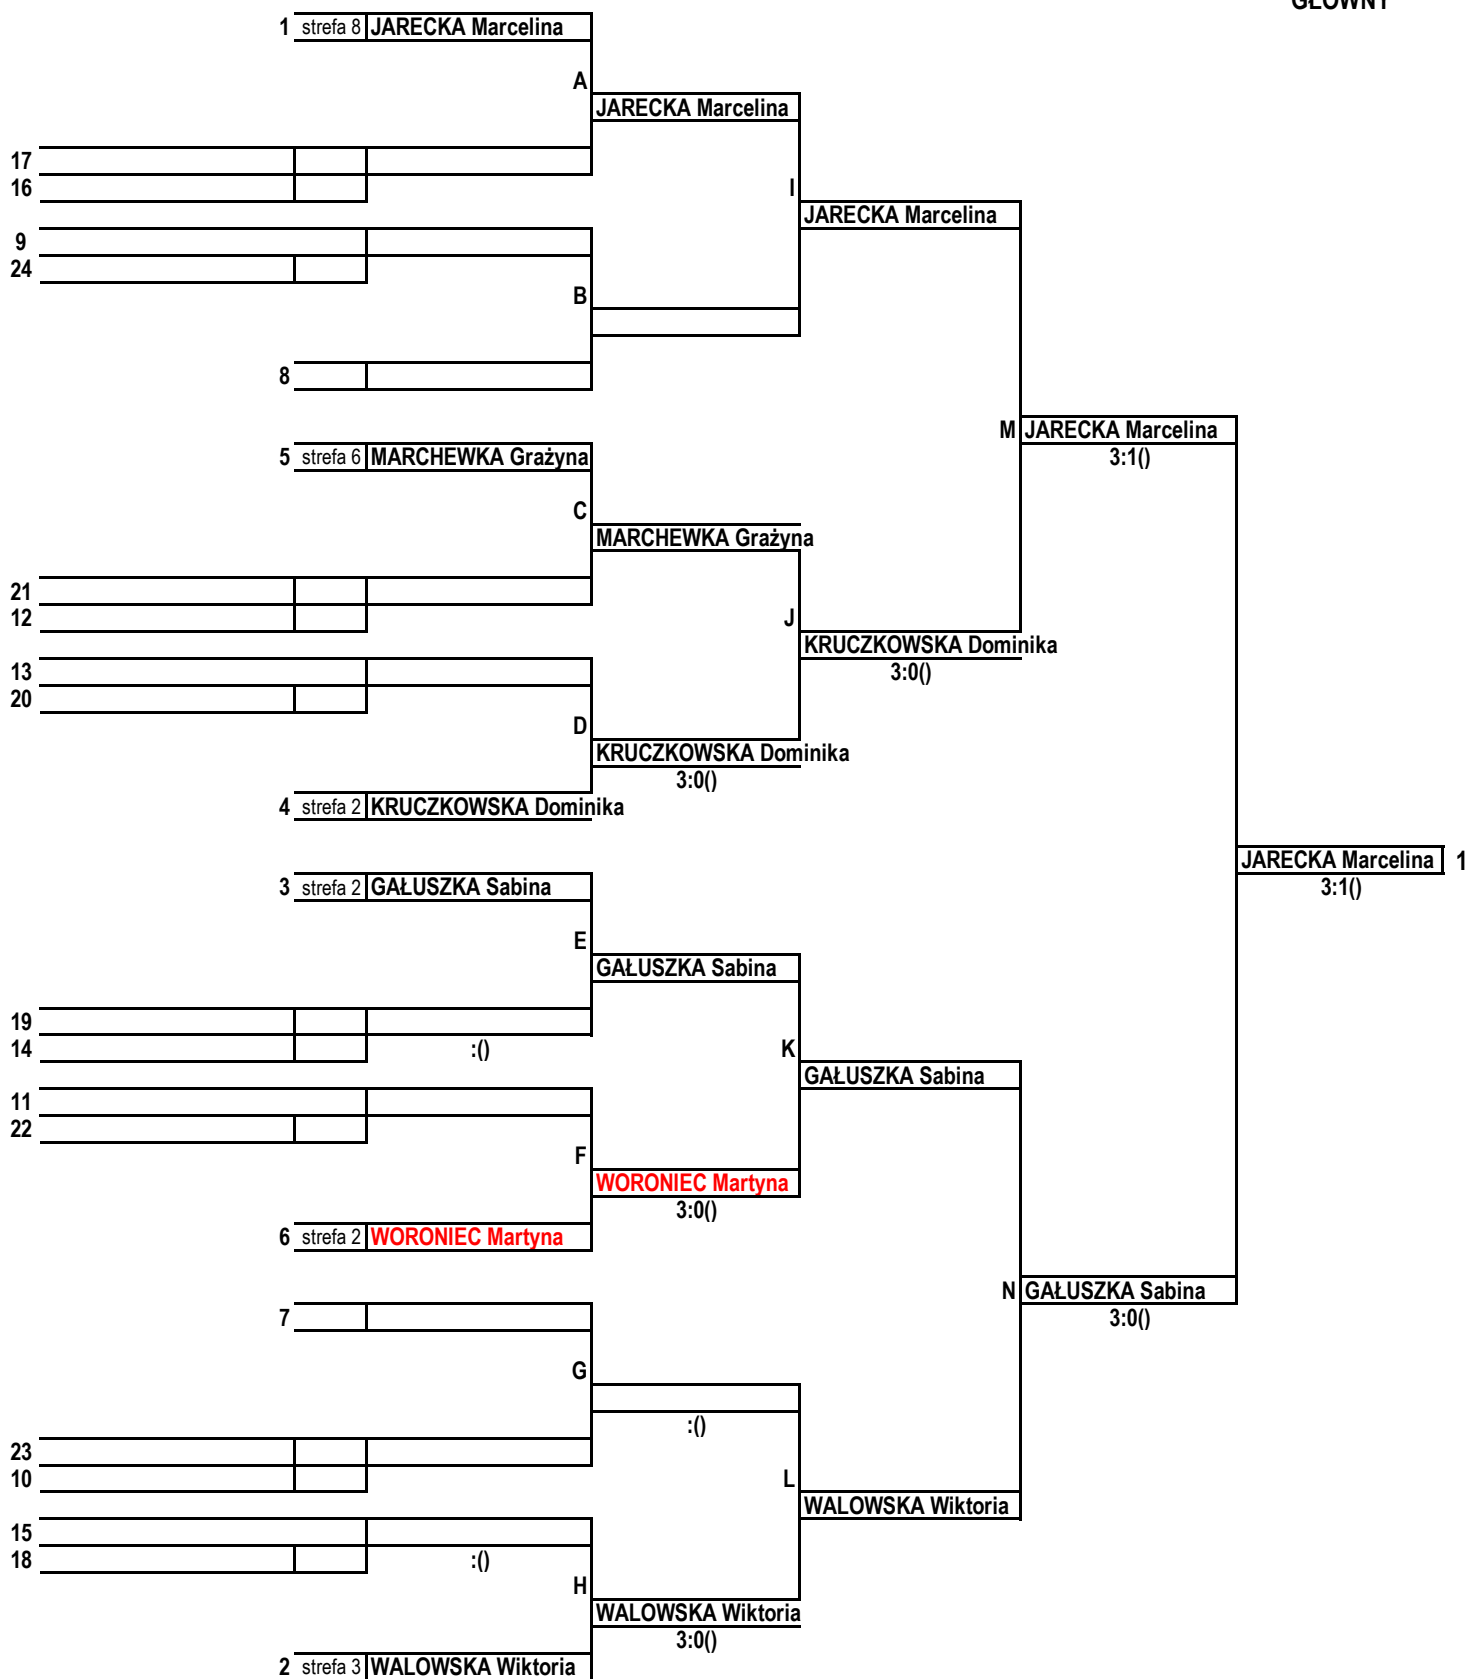 GŁÓWNY
1 strefa 8 JARECKA Marcelina
A
JARECKA Marcelina
17
16
I
JARECKA Marcelina
9
24
B
8
M JARECKA Marcelina
3:1()
5 strefa 6 MARCHEWKA Grażyna
C
MARCHEWKA Grażyna
21
12
J
KRUCZKOWSKA Dominika
3:0()
13
20
D
KRUCZKOWSKA Dominika
3:0()
4 strefa 2 KRUCZKOWSKA Dominika
JARECKA Marcelina 1
3:1()
3 strefa 2 GAŁUSZKA Sabina
E
GAŁUSZKA Sabina
19
14 :()
K
GAŁUSZKA Sabina
11
22
F
WORONIEC Martyna
3:0()
6 strefa 2 WORONIEC Martyna
N GAŁUSZKA Sabina
3:0()
7
G
:()
23
10
L
WALOWSKA Wiktoria
15
18 :()
H
WALOWSKA Wiktoria
3:0()
2 strefa 3 WALOWSKA Wiktoria